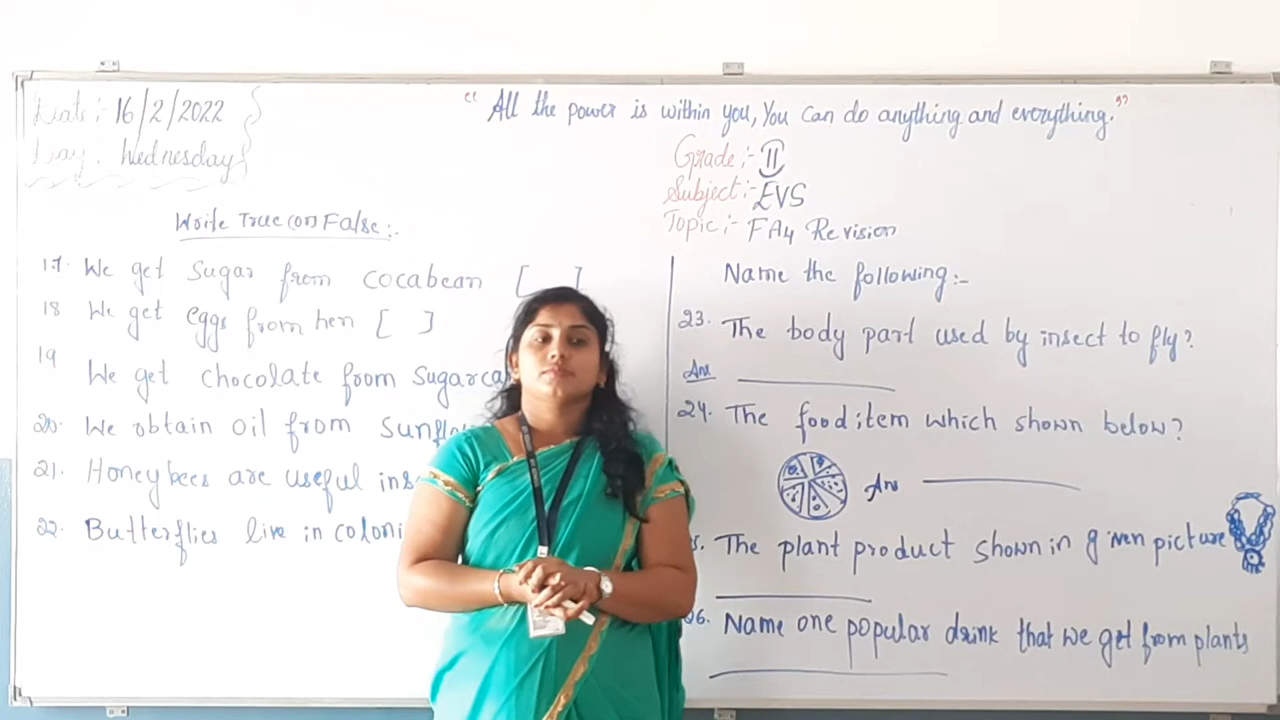 Date:- 16/2/2022
Day: Wednesday
" All the power is within you, You can do anything and everything."
Grade:- II
Subject:- EVS
Topic:- FA4 Revision
Write True (or) False:-
17. We get Sugar from cocabean [ ]
18 We get eggs from hen [ ]
19 We get chocolate from
20. We obtain oil from
21. Honeybees are useful
22. Butterflies live in
Name the following:-
23. The body part used by insect to fly?
Ans
24. The food item which shown below?
Ans
The plant product shown in given picture
Name one popular drink that we get from plants